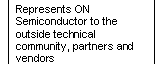 Represents ON
Semiconductor to the
outside technical
community, partners and
vendors